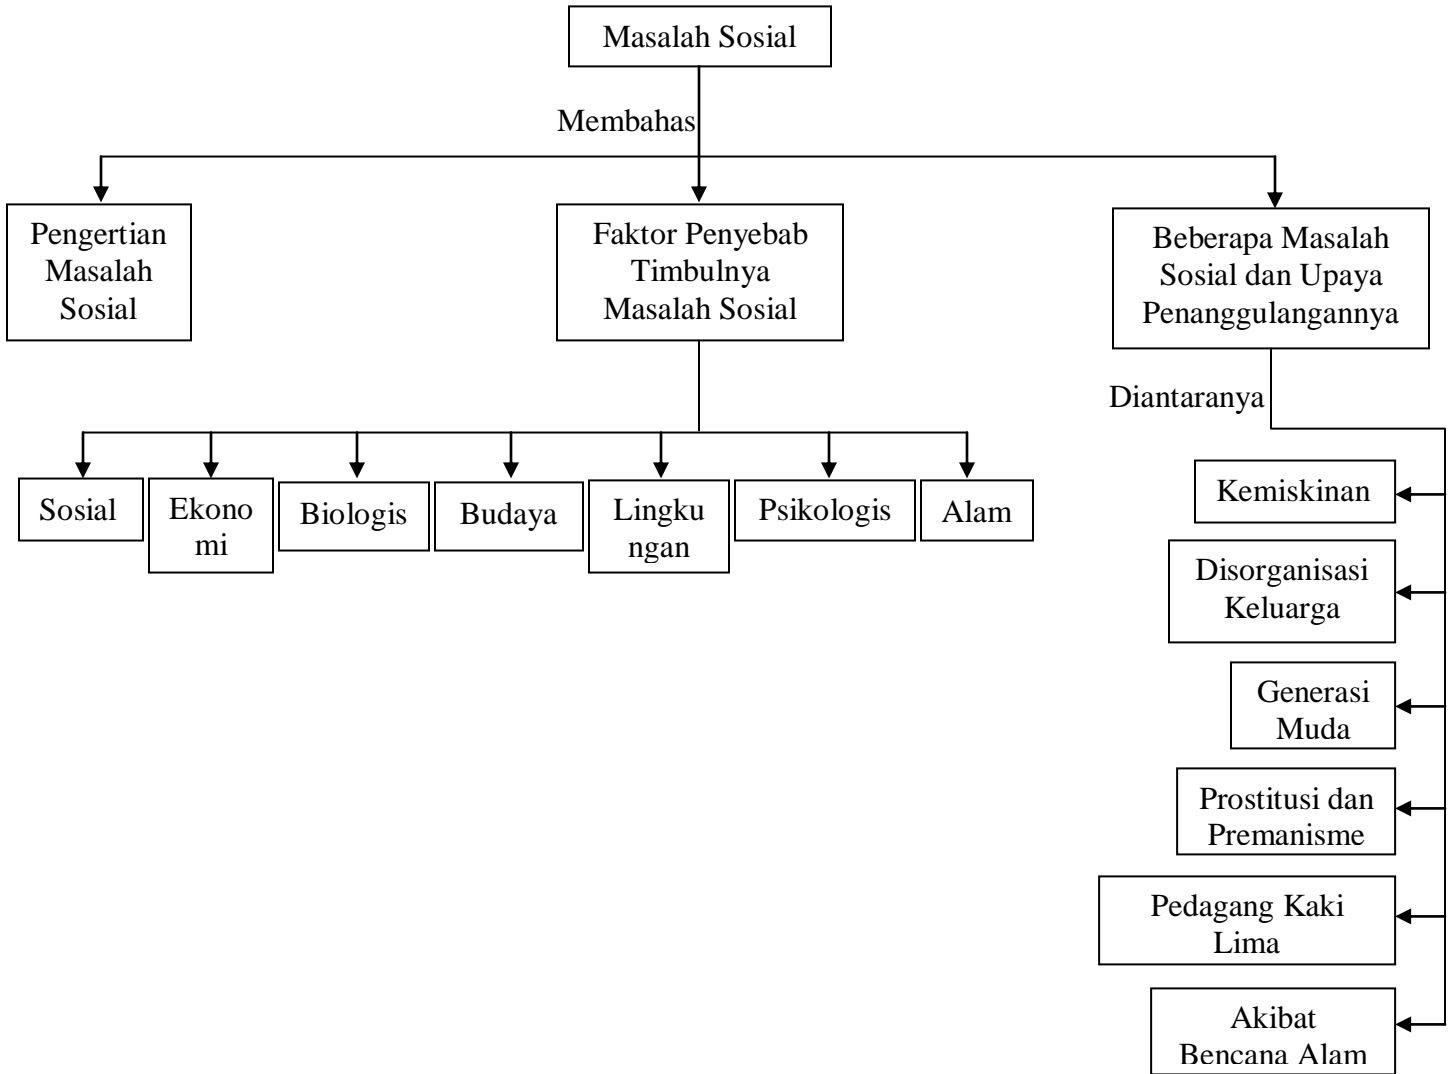 Masalah Sosial
Membahas
Pengertian
Masalah
Sosial
Faktor Penyebab
Timbulnya
Masalah Sosial
Beberapa Masalah
Sosial dan Upaya
Penanggulangannya
Diantaranya
Sosial
Ekono
mi
Biologis
Budaya
Lingku
ngan
Psikologis
Alam
Kemiskinan
Disorganisasi
Keluarga
Generasi
Muda
Prostitusi dan
Premanisme
Pedagang Kaki
Lima
Akibat
Bencana Alam